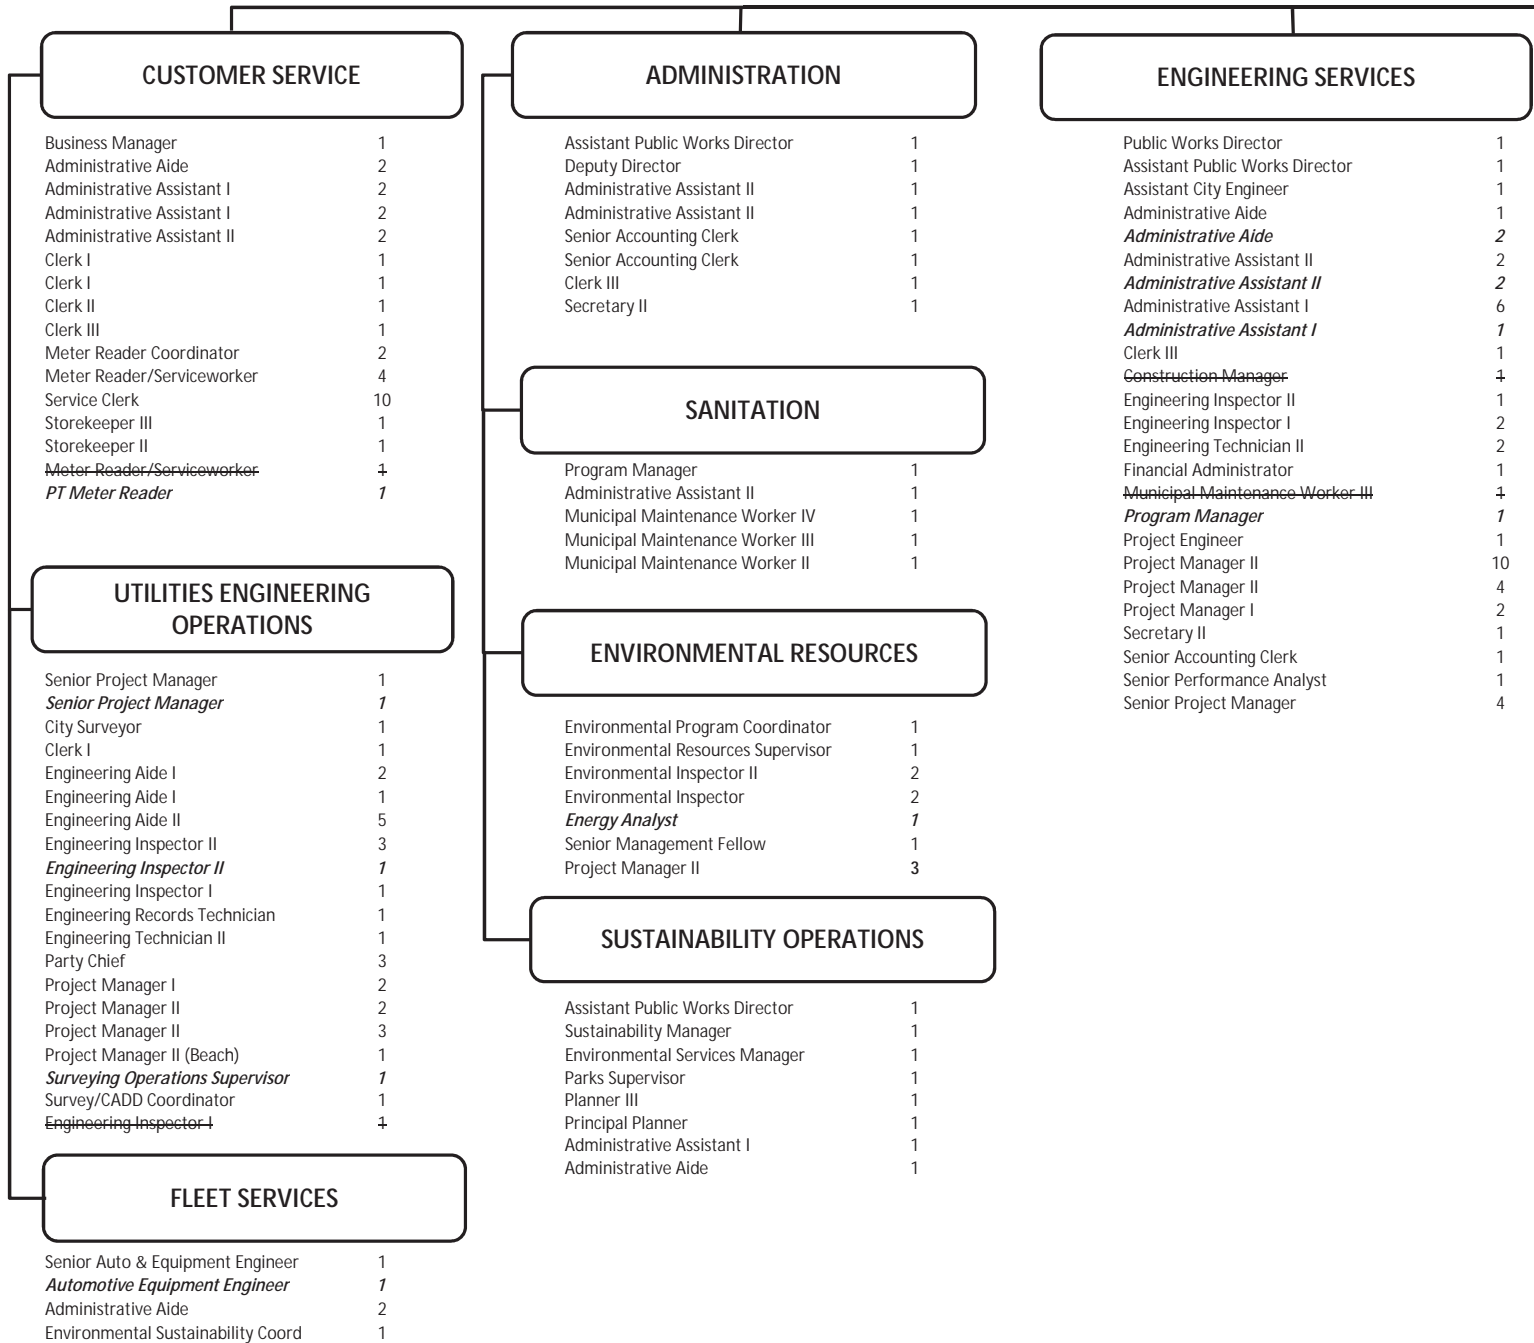 CUSTOMER SERVICE
Business Manager 1
Administrative Aide 2
Administrative Assistant I 2
Administrative Assistant I 2
Administrative Assistant II 2
Clerk I 1
Clerk I 1
Clerk II 1
Clerk III 1
Meter Reader Coordinator 2
Meter Reader/Serviceworker 4
Service Clerk 10
Storekeeper III 1
Storekeeper II 1
Meter Reader/Serviceworker 1
PT Meter Reader 1
UTILITIES ENGINEERING
OPERATIONS
Senior Project Manager 1
Senior Project Manager 1
City Surveyor 1
Clerk I 1
Engineering Aide I 2
Engineering Aide I 1
Engineering Aide II 5
Engineering Inspector II 3
Engineering Inspector II 1
Engineering Inspector I 1
Engineering Records Technician 1
Engineering Technician II 1
Party Chief 3
Project Manager I 2
Project Manager II 2
Project Manager II 3
Project Manager II (Beach) 1
Surveying Operations Supervisor 1
Survey/CADD Coordinator 1
Engineering Inspector I 1
FLEET SERVICES
Senior Auto & Equipment Engineer 1
Automotive Equipment Engineer 1
Administrative Aide 2
Environmental Sustainability Coord 1
ADMINISTRATION
Assistant Public Works Director 1
Deputy Director 1
Administrative Assistant II 1
Administrative Assistant II 1
Senior Accounting Clerk 1
Senior Accounting Clerk 1
Clerk III 1
Secretary II 1
SANITATION
Program Manager 1
Administrative Assistant II 1
Municipal Maintenance Worker IV 1
Municipal Maintenance Worker III 1
Municipal Maintenance Worker II 1
ENVIRONMENTAL RESOURCES
Environmental Program Coordinator 1
Environmental Resources Supervisor 1
Environmental Inspector II 2
Environmental Inspector 2
Energy Analyst 1
Senior Management Fellow 1
Project Manager II 3
SUSTAINABILITY OPERATIONS
Assistant Public Works Director 1
Sustainability Manager 1
Environmental Services Manager 1
Parks Supervisor 1
Planner III 1
Principal Planner 1
Administrative Assistant I 1
Administrative Aide 1
ENGINEERING SERVICES
Public Works Director 1
Assistant Public Works Director 1
Assistant City Engineer 1
Administrative Aide 1
Administrative Aide 2
Administrative Assistant II 2
Administrative Assistant II 2
Administrative Assistant I 6
Administrative Assistant I 1
Clerk III 1
Construction Manager 1
Engineering Inspector II 1
Engineering Inspector I 2
Engineering Technician II 2
Financial Administrator 1
Municipal Maintenance Worker III 1
Program Manager 1
Project Engineer 1
Project Manager II 10
Project Manager II 4
Project Manager I 2
Secretary II 1
Senior Accounting Clerk 1
Senior Performance Analyst 1
Senior Project Manager 4